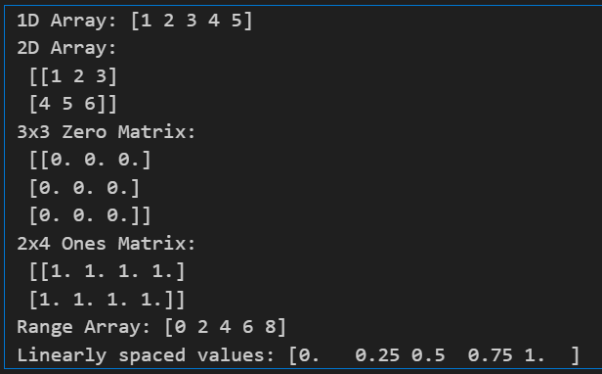 1D Array: [1 2 3 4 5]
2D Array:
 [[1 2 3]
 [4 5 6]]
3x3 Zero Matrix:
 [[0. 0. 0.]
 [0. 0. 0.]
 [0. 0. 0.]]
2x4 Ones Matrix:
 [[1. 1. 1. 1.]
 [1. 1. 1. 1.]]
Range Array: [0 2 4 6 8]
Linearly spaced values: [0.   0.25 0.5  0.75 1.  ]